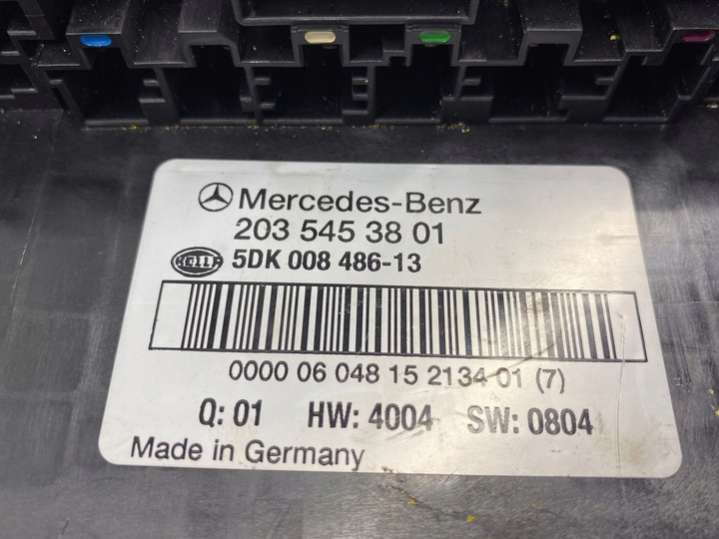 Mercedes-Benz
203 545 38 01
HELLA 5DK 008 486-13
0000 06 048 15 2134 01 (7)
Q: 01 HW: 4004 SW: 0804
Made in Germany